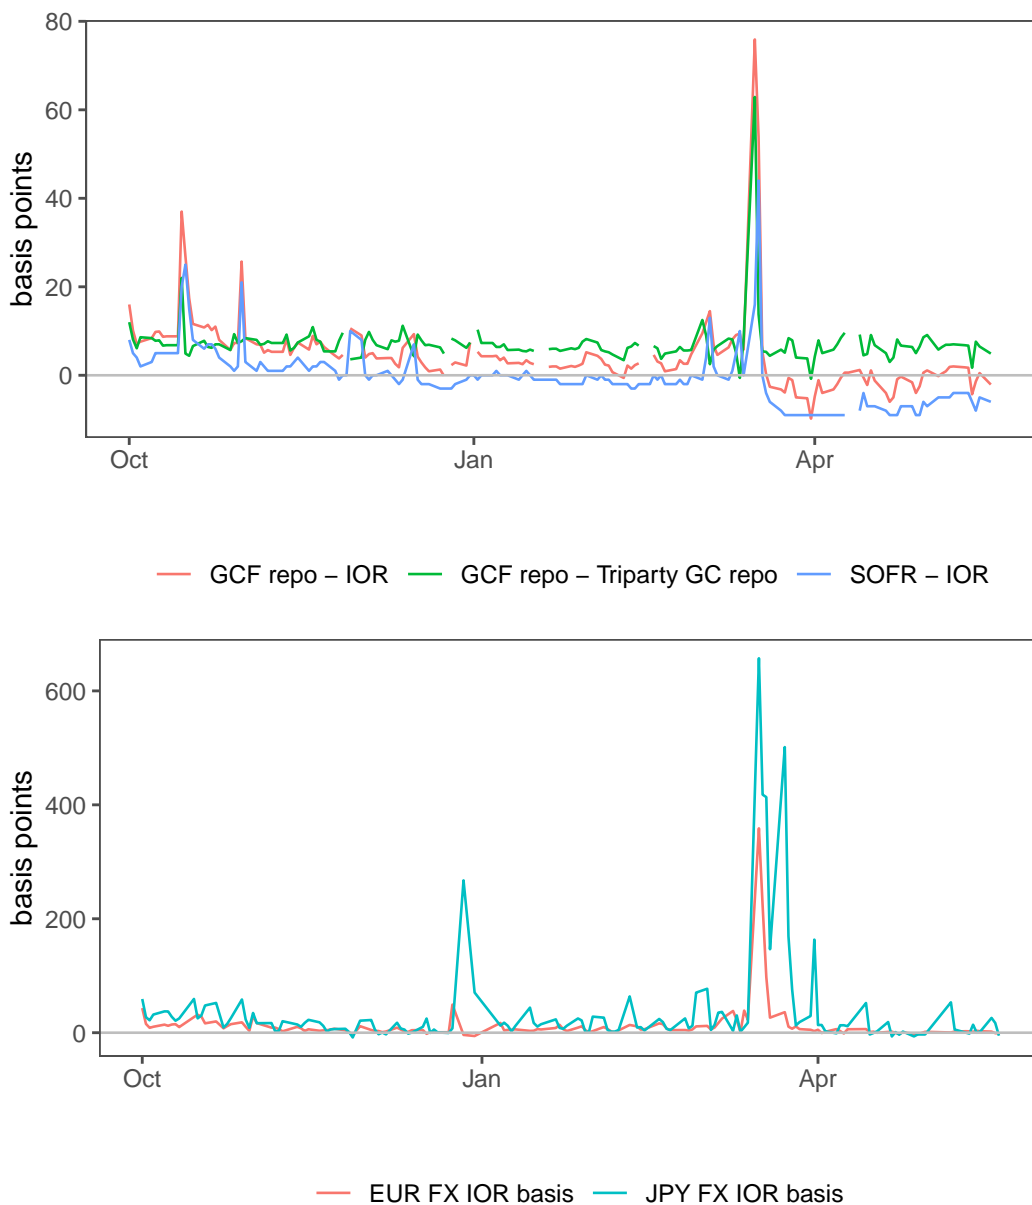 80
60
40
20
0
basis points
Oct Jan Apr
GCF repo − IOR GCF repo − Triparty GC repo SOFR − IOR
600
400
200
0
basis points
Oct Jan Apr
EUR FX IOR basis JPY FX IOR basis